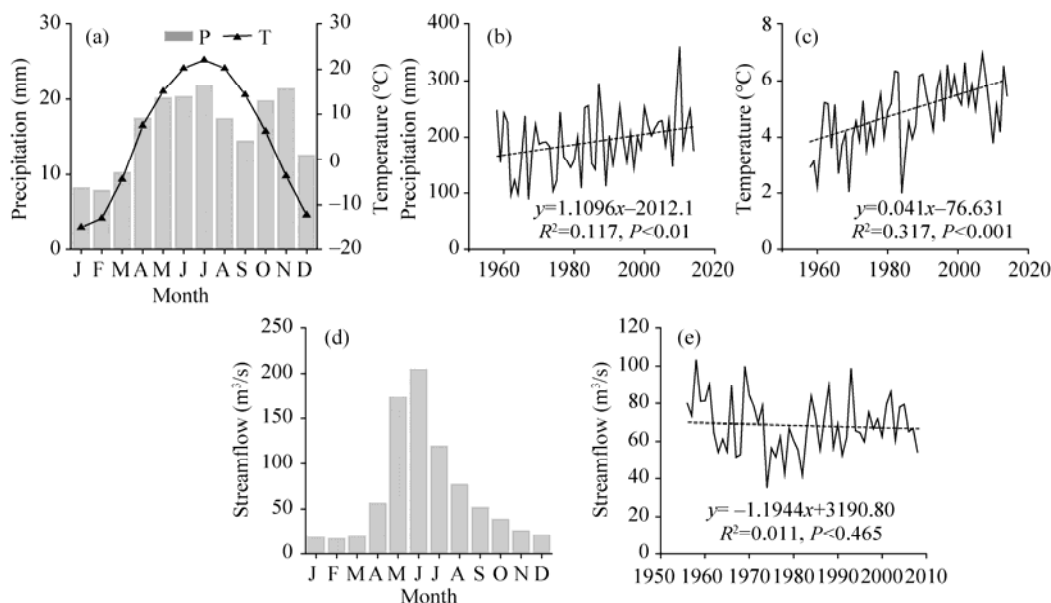 (a)
P T
Precipitation (mm)
30
20
10
0
30
20
10
0
−10
−20
Temperature (℃)
J F M A M J J A S O N D
Month
(b)
Precipitation (mm)
400
300
200
100
0
y=1.1096x−2012.1
R²=0.117, P<0.01
1960 1980 2000 2020
(c)
Temperature (℃)
8
6
4
2
0
y=0.041x−76.631
R²=0.317, P<0.001
1960 1980 2000 2020
(d)
Streamflow (m³/s)
250
200
150
100
50
0
J F M A M J J A S O N D
Month
(e)
Streamflow (m³/s)
120
100
80
60
40
20
0
y= −1.1944x+3190.80
R²=0.011, P<0.465
1950 1960 1970 1980 1990 2000 2010